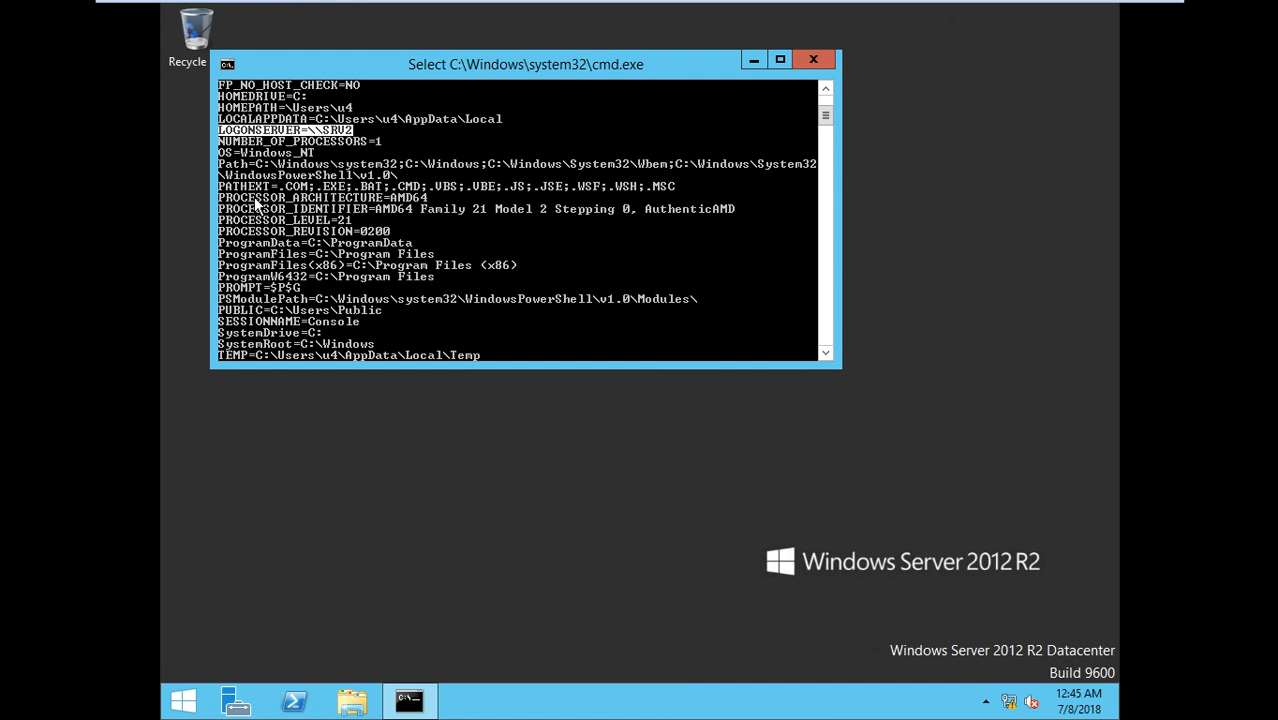 Recycle
Select C:\Windows\system32\cmd.exe
FP_NO_HOST_CHECK=NO
HOMEDRIVE=C:
HOMEPATH=\Users\u4
LOCALAPPDATA=C:\Users\u4\AppData\Local
LOGONSERVER=\\SRV2
NUMBER_OF_PROCESSORS=1
OS=Windows_NT
Path=C:\Windows\system32;C:\Windows;C:\Windows\System32\Wbem;C:\Windows\System32
\WindowsPowerShell\v1.0\
PATHEXT=.COM;.EXE;.BAT;.CMD;.VBS;.VBE;.JS;.JSE;.WSF;.WSH;.MSC
PROCESSOR_ARCHITECTURE=AMD64
PROCESSOR_IDENTIFIER=AMD64 Family 21 Model 2 Stepping 0, AuthenticAMD
PROCESSOR_LEVEL=21
PROCESSOR_REVISION=0200
ProgramData=C:\ProgramData
ProgramFiles=C:\Program Files
ProgramFiles(x86)=C:\Program Files (x86)
ProgramW6432=C:\Program Files
PROMPT=$P$G
PSModulePath=C:\Windows\system32\WindowsPowerShell\v1.0\Modules\
PUBLIC=C:\Users\Public
SESSIONNAME=Console
SystemDrive=C:
SystemRoot=C:\Windows
TEMP=C:\Users\u4\AppData\Local\Temp
Windows Server 2012 R2
Windows Server 2012 R2 Datacenter
Build 9600
12:45 AM
7/8/2018